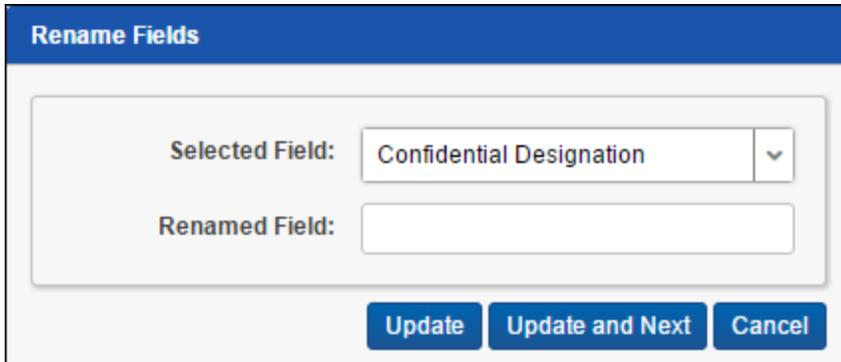 Rename Fields
Selected Field: Confidential Designation
Renamed Field:
Update Update and Next Cancel